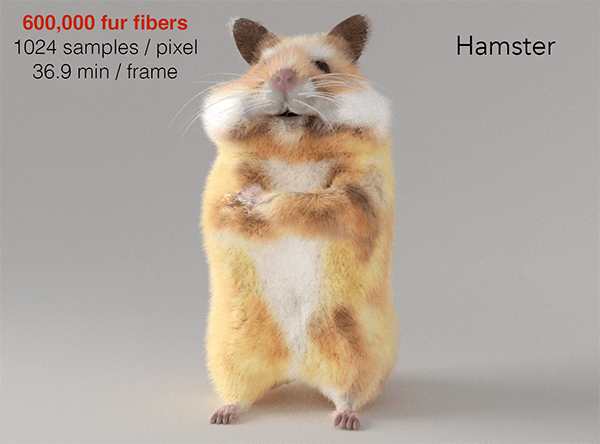 600,000 fur fibers
1024 samples / pixel
36.9 min / frame
Hamster